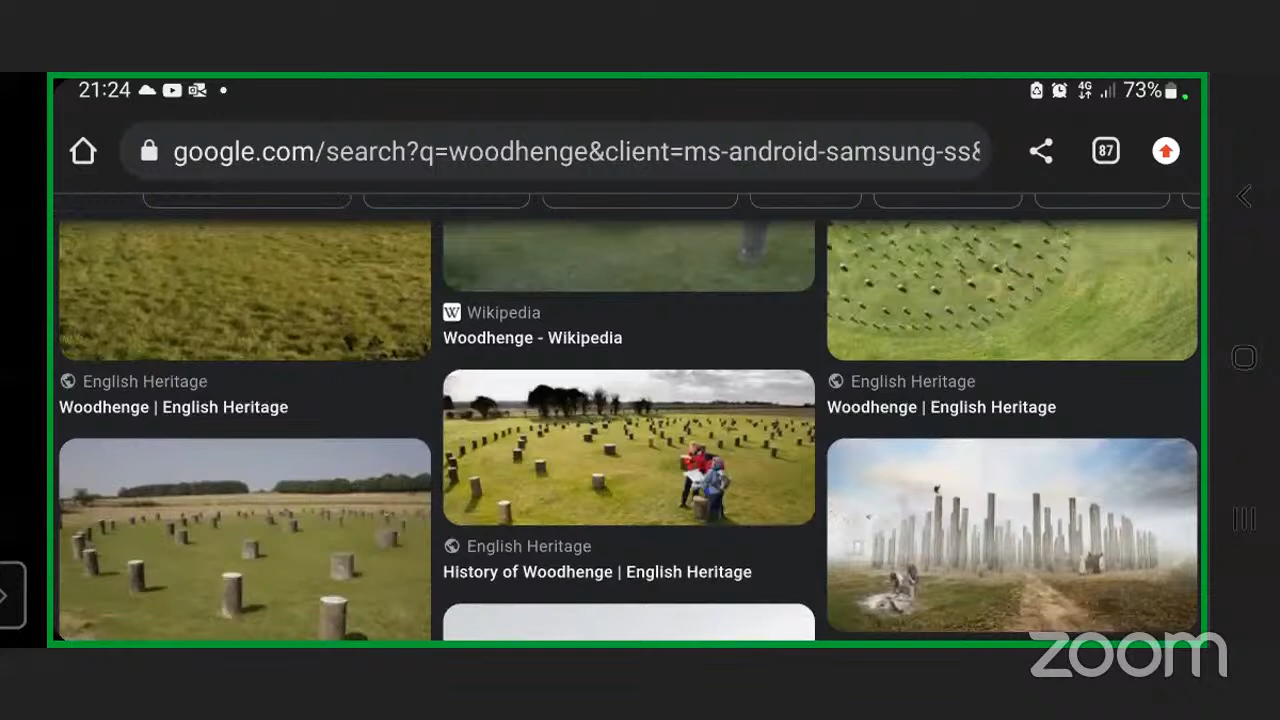 21:24
4G
73%
google.com/search?q=woodhenge&client=ms-android-samsung-ss&
87
W Wikipedia
Woodhenge - Wikipedia
English Heritage
Woodhenge | English Heritage
English Heritage
Woodhenge | English Heritage
English Heritage
History of Woodhenge | English Heritage
zoom